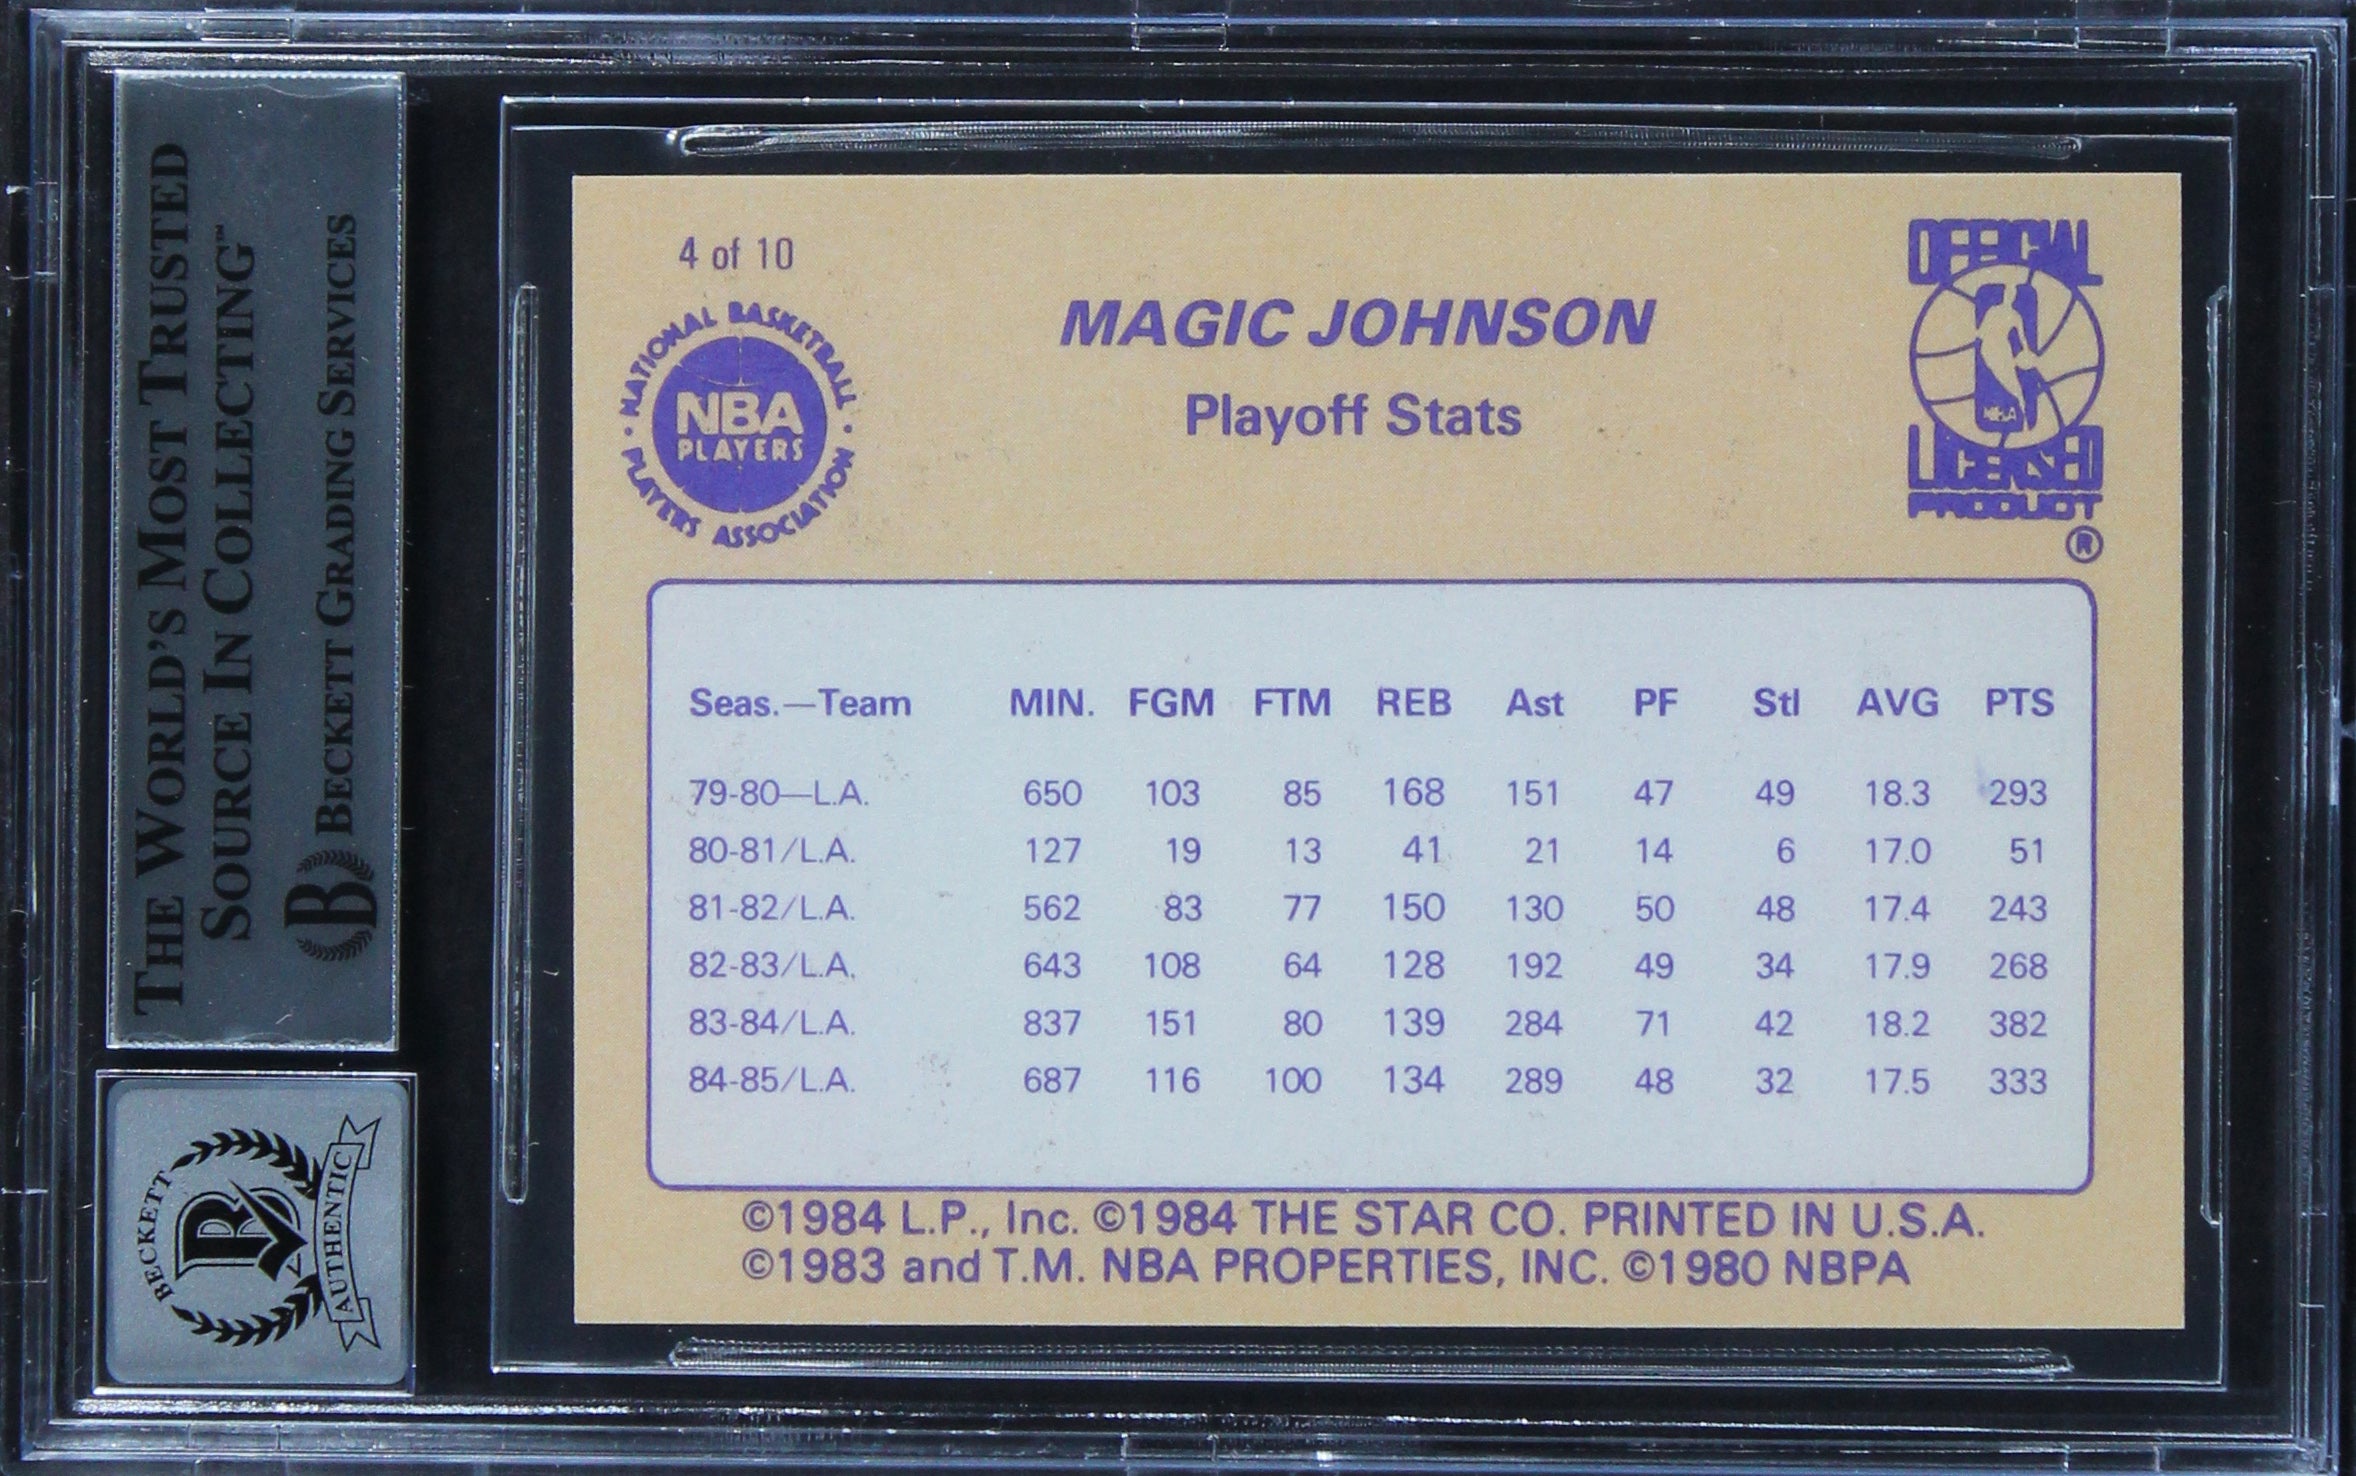 THE WORLD'S MOST TRUSTED
SOURCE IN COLLECTING™
BECKETT GRADING SERVICES
B
BECKETT
B
AUTHENTIC
4 of 10
• NATIONAL BASKETBALL •
NBA
PLAYERS
PLAYERS ASSOCIATION
MAGIC JOHNSON
Playoff Stats
OFFICIAL
NBA
LICENSED
PRODUCT
®
Seas.—Team MIN. FGM FTM REB Ast PF Stl AVG PTS
79-80—L.A. 650 103 85 168 151 47 49 18.3 293
80-81/L.A. 127 19 13 41 21 14 6 17.0 51
81-82/L.A. 562 83 77 150 130 50 48 17.4 243
82-83/L.A. 643 108 64 128 192 49 34 17.9 268
83-84/L.A. 837 151 80 139 284 71 42 18.2 382
84-85/L.A. 687 116 100 134 289 48 32 17.5 333
©1984 L.P., Inc. ©1984 THE STAR CO. PRINTED IN U.S.A.
©1983 and T.M. NBA PROPERTIES, INC. ©1980 NBPA